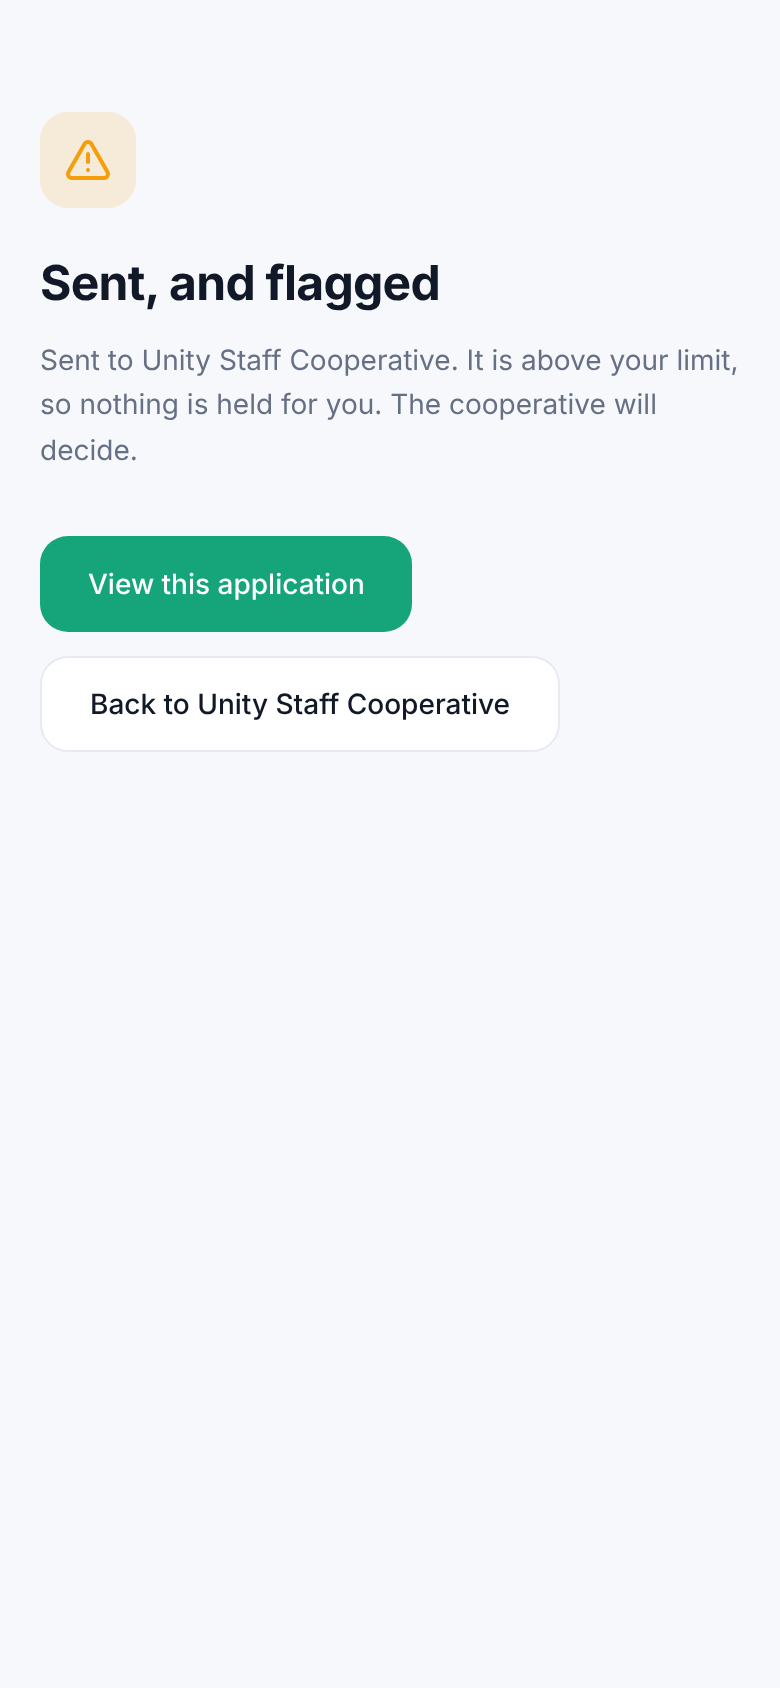 Sent, and flagged
Sent to Unity Staff Cooperative. It is above your limit,
so nothing is held for you. The cooperative will
decide.
View this application
Back to Unity Staff Cooperative